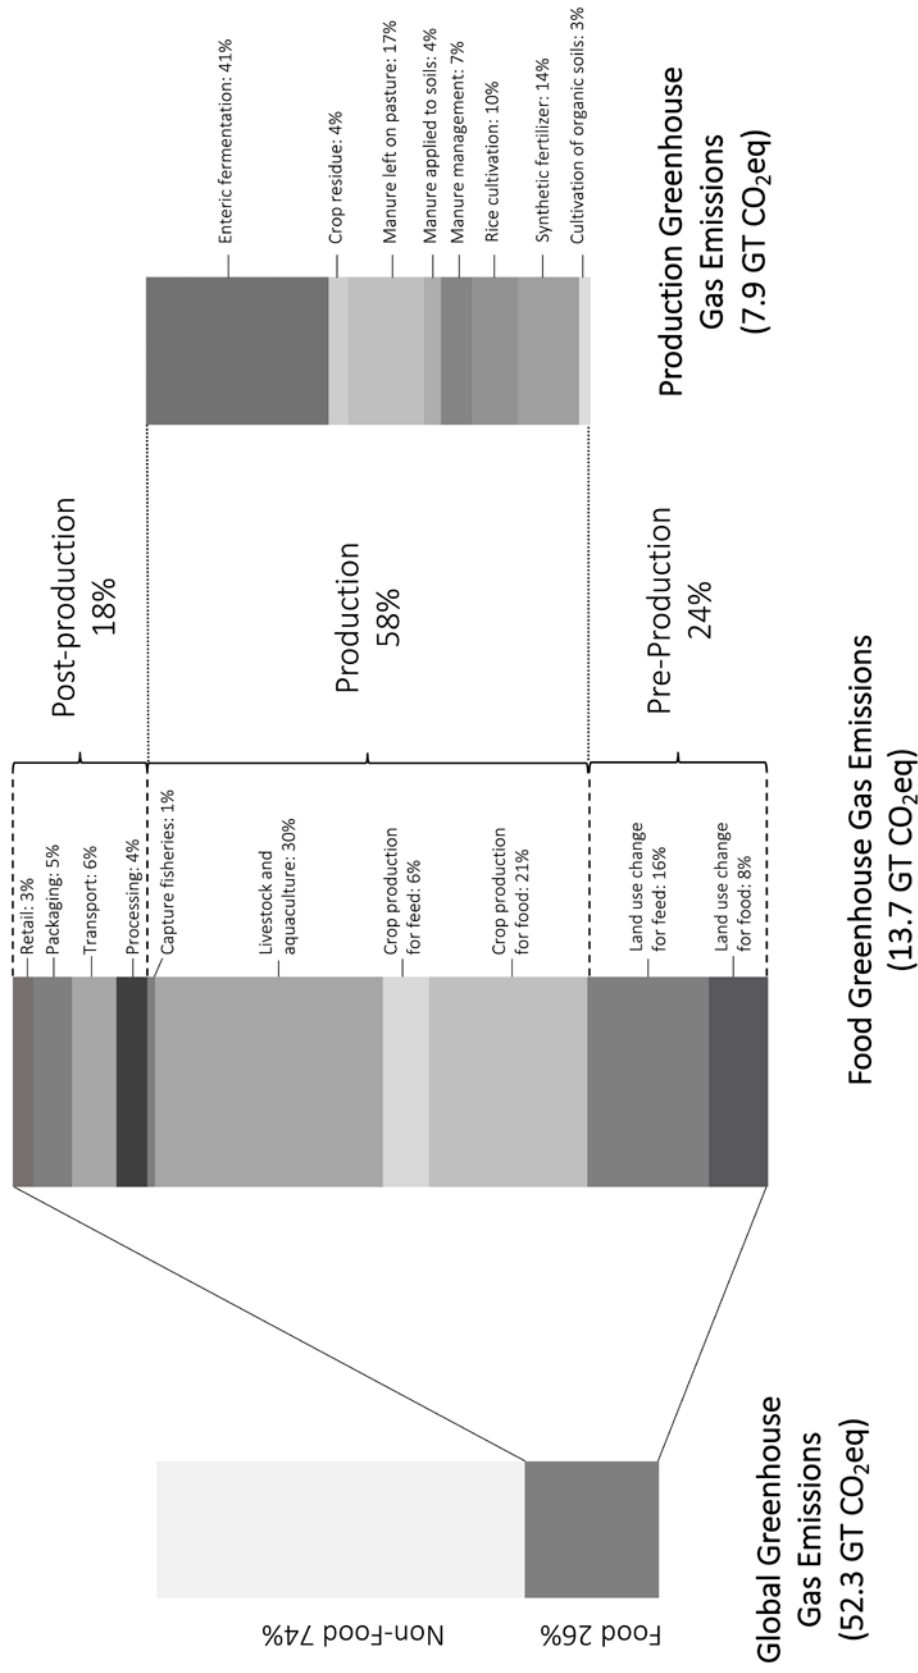 Non-Food 74%
Food 26%
Global Greenhouse
Gas Emissions
(52.3 GT CO₂eq)
Retail: 3%
Packaging: 5%
Transport: 6%
Processing: 4%
Capture fisheries: 1%
Livestock and
aquaculture: 30%
Crop production
for feed: 6%
Crop production
for food: 21%
Land use change
for feed: 16%
Land use change
for food: 8%
Food Greenhouse Gas Emissions
(13.7 GT CO₂eq)
Post-production
18%
Production
58%
Pre-Production
24%
Enteric fermentation: 41%
Crop residue: 4%
Manure left on pasture: 17%
Manure applied to soils: 4%
Manure management: 7%
Rice cultivation: 10%
Synthetic fertilizer: 14%
Cultivation of organic soils: 3%
Production Greenhouse
Gas Emissions
(7.9 GT CO₂eq)